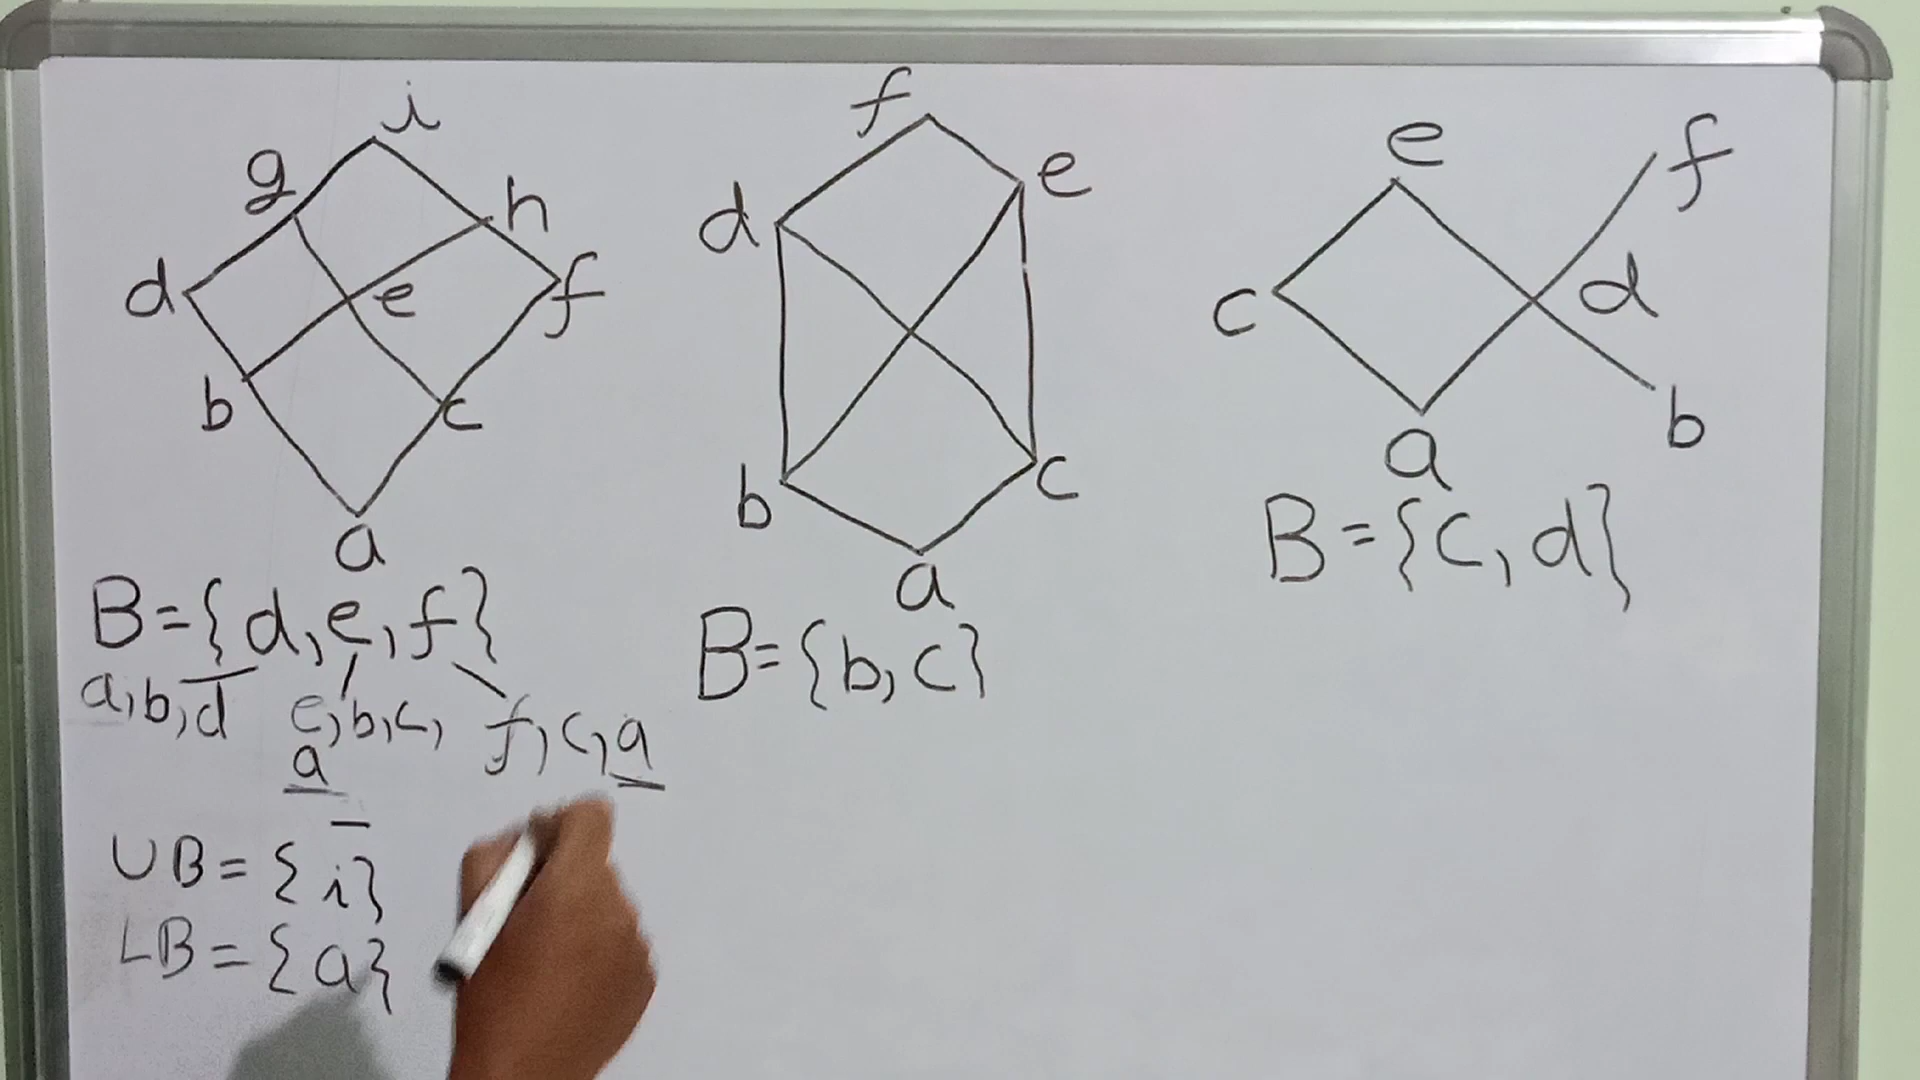 i
g
h
d
e
f
b
c
a
B={d,e,f}
a,b,d
e,b,c,
a
f,c,a
UB={i}
LB={a}
f
d
e
b
c
a
B={b,c}
e
f
c
d
a
b
B={c,d}